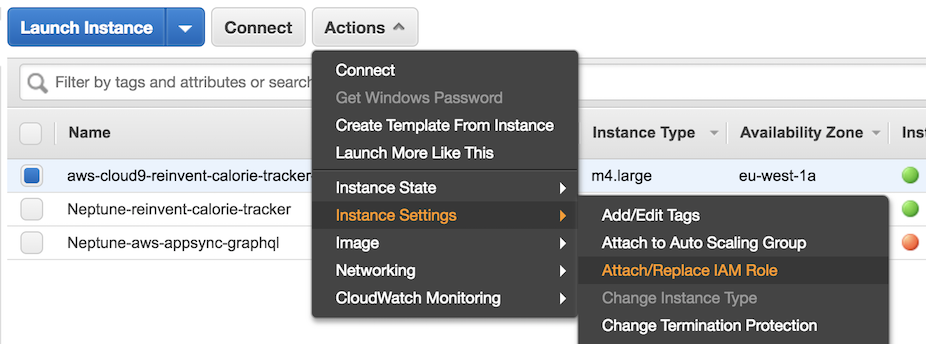 Launch Instance
Connect
Actions
Filter by tags and attributes or searc
Connect
Get Windows Password
Create Template From Instance
Launch More Like This
Instance State
Instance Settings
Image
Networking
CloudWatch Monitoring
Name
Instance Type
Availability Zone
Inst
aws-cloud9-reinvent-calorie-tracker
m4.large
eu-west-1a
Neptune-reinvent-calorie-tracker
Neptune-aws-appsync-graphql
Add/Edit Tags
Attach to Auto Scaling Group
Attach/Replace IAM Role
Change Instance Type
Change Termination Protection